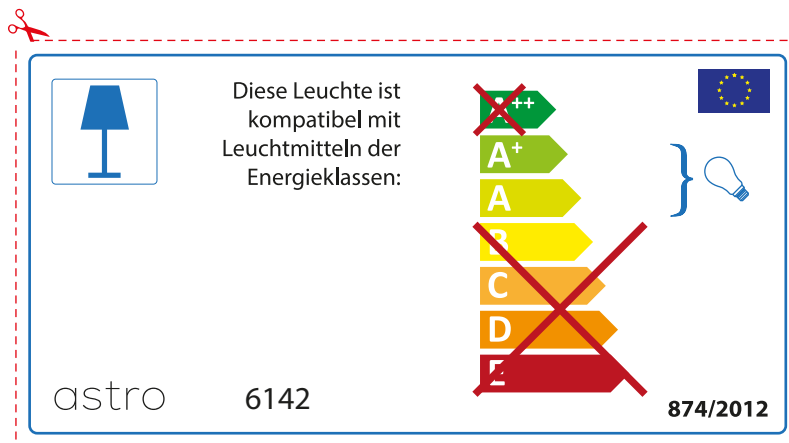 Diese Leuchte ist
kompatibel mit
Leuchtmitteln der
Energieklassen:
A++
A+
A
B
C
D
E
astro
6142
874/2012